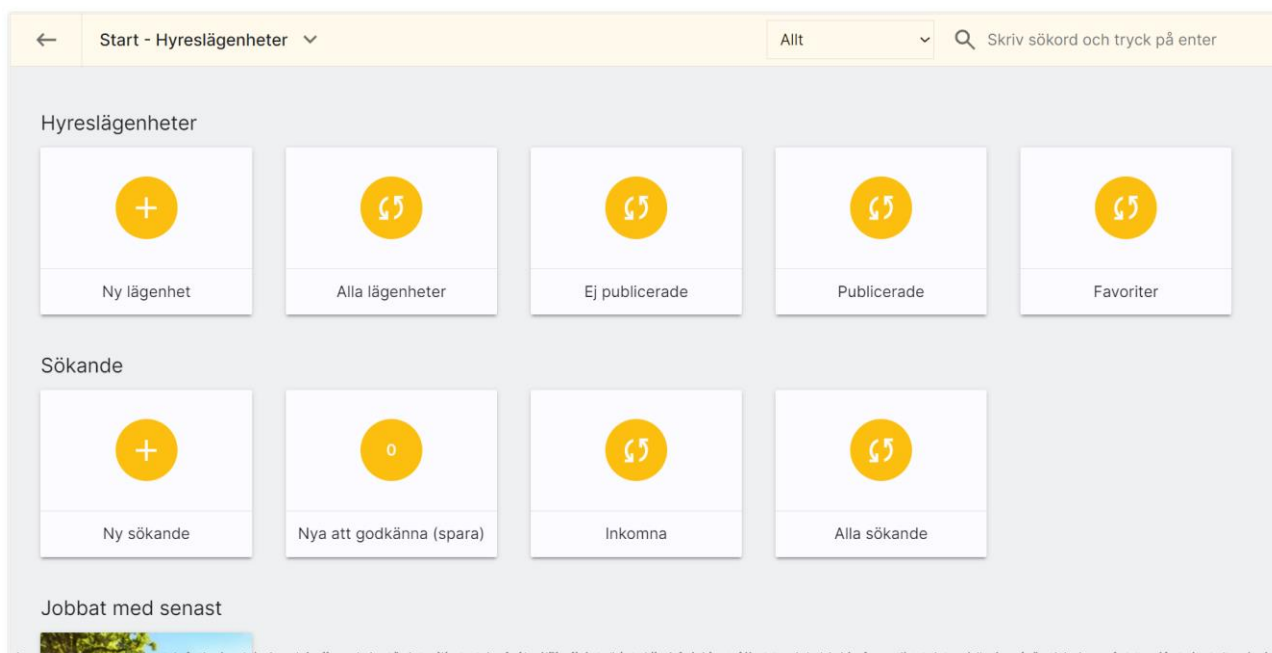 Start - Hyreslägenheter
Allt
Skriv sökord och tryck på enter
Hyreslägenheter
Ny lägenhet
Alla lägenheter
Ej publicerade
Publicerade
Favoriter
Sökande
0
Ny sökande
Nya att godkänna (spara)
Inkomna
Alla sökande
Jobbat med senast